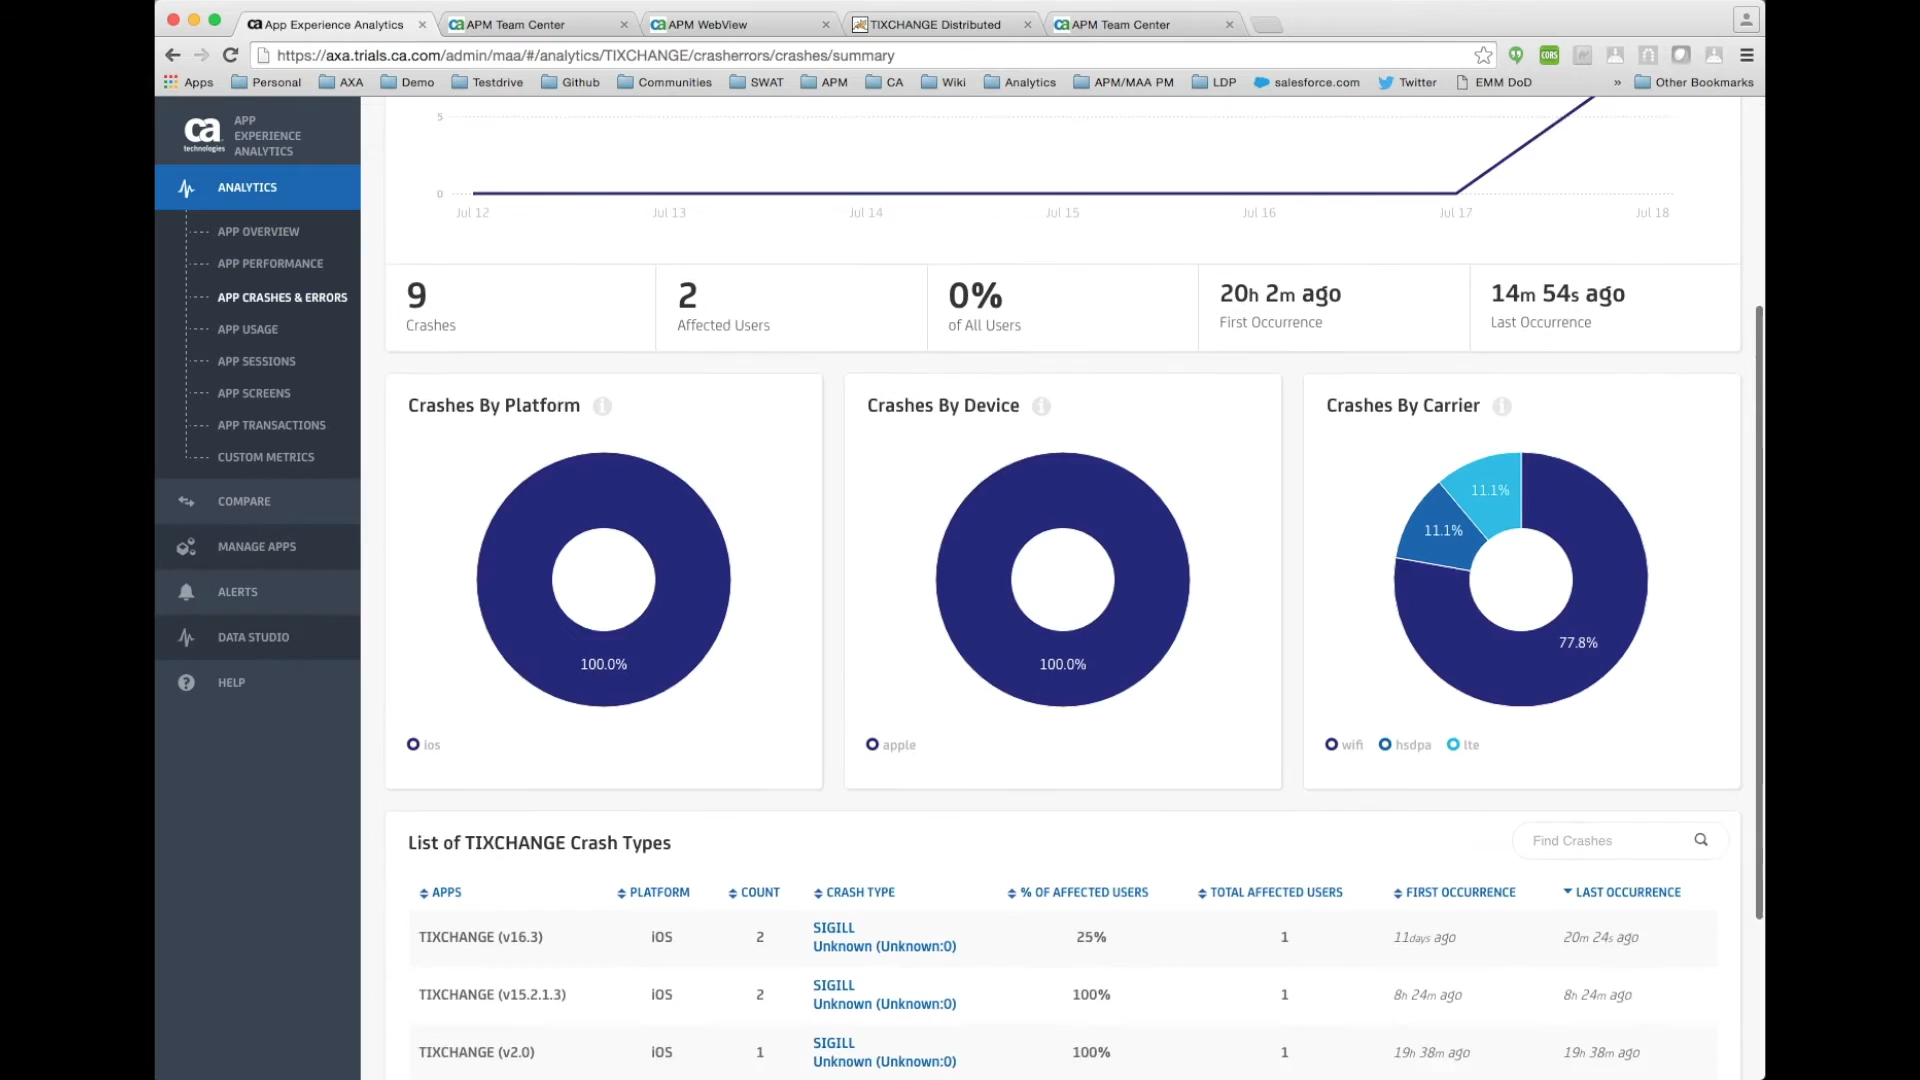 App Experience Analytics
APM Team Center
APM WebView
TIXCHANGE Distributed
APM Team Center
https://axa.trials.ca.com/admin/maa/#/analytics/TIXCHANGE/crasherrors/crashes/summary
CORS
Apps
Personal
AXA
Demo
Testdrive
Github
Communities
SWAT
APM
CA
Wiki
Analytics
APM/MAA PM
LDP
salesforce.com
Twitter
EMM DoD
»
Other Bookmarks
ca
technologies
APP
EXPERIENCE
ANALYTICS
ANALYTICS
APP OVERVIEW
APP PERFORMANCE
APP CRASHES & ERRORS
APP USAGE
APP SESSIONS
APP SCREENS
APP TRANSACTIONS
CUSTOM METRICS
COMPARE
MANAGE APPS
ALERTS
DATA STUDIO
HELP
5
0
Jul 12
Jul 13
Jul 14
Jul 15
Jul 16
Jul 17
Jul 18
9
Crashes
2
Affected Users
0%
of All Users
20h 2m ago
First Occurrence
14m 54s ago
Last Occurrence
Crashes By Platform
100.0%
ios
Crashes By Device
100.0%
apple
Crashes By Carrier
11.1%
11.1%
77.8%
wifi
hsdpa
lte
List of TIXCHANGE Crash Types
Find Crashes
APPS PLATFORM COUNT CRASH TYPE % OF AFFECTED USERS TOTAL AFFECTED USERS FIRST OCCURRENCE LAST OCCURRENCE
TIXCHANGE (v16.3) iOS 2 SIGILL 25% 1 11days ago 20m 24s ago
Unknown (Unknown:0)
TIXCHANGE (v15.2.1.3) iOS 2 SIGILL 100% 1 8h 24m ago 8h 24m ago
Unknown (Unknown:0)
TIXCHANGE (v2.0) iOS 1 SIGILL 100% 1 19h 38m ago 19h 38m ago
Unknown (Unknown:0)